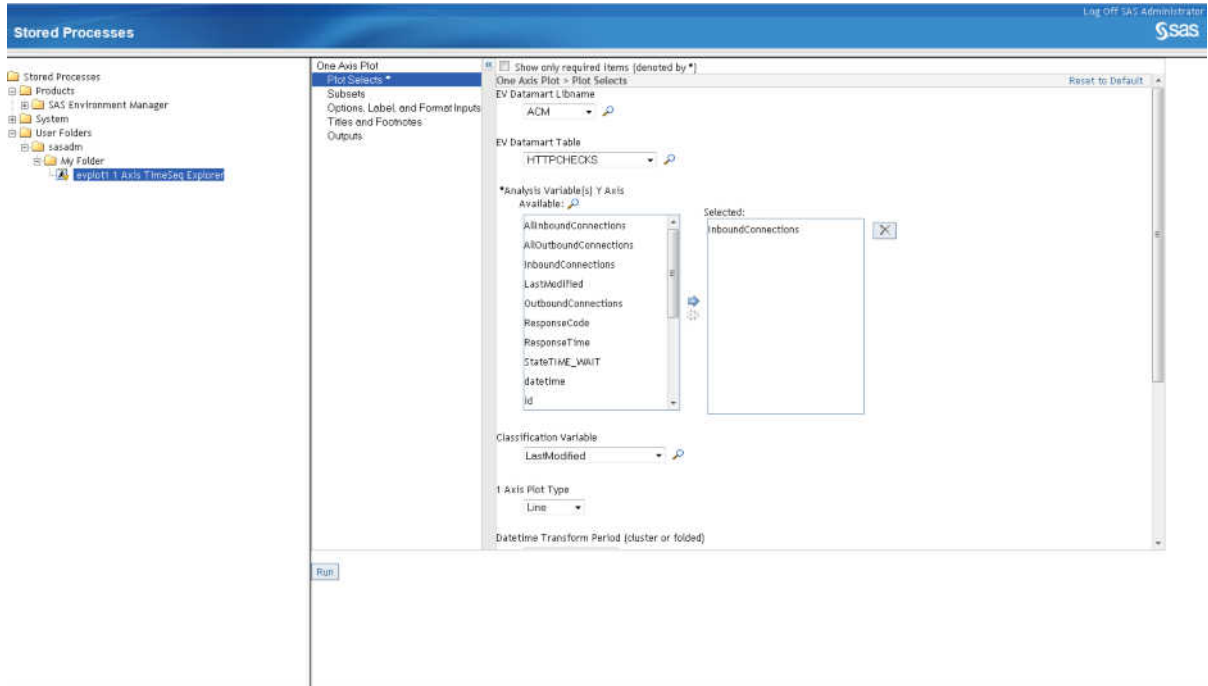 Log Off SAS Administrator
Stored Processes
sas
Stored Processes
Products
SAS Environment Manager
System
User Folders
sasadm
My Folder
evplot1 1 Axis TimeSeq Explorer
One Axis Plot
Plot Selects *
Subsets
Options, Label, and Format Inputs
Titles and Footnotes
Outputs
Show only required items (denoted by *)
One Axis Plot > Plot Selects
Reset to Default
EV Datamart Libname
ACM
EV Datamart Table
HTTPCHECKS
*Analysis Variable(s) Y Axis
Available:
AllInboundConnections
AllOutboundConnections
InboundConnections
LastModified
OutboundConnections
ResponseCode
ResponseTime
StateTIME_WAIT
datetime
id
Selected:
InboundConnections
Classification Variable
LastModified
1 Axis Plot Type
Line
Datetime Transform Period (cluster or folded)
Run